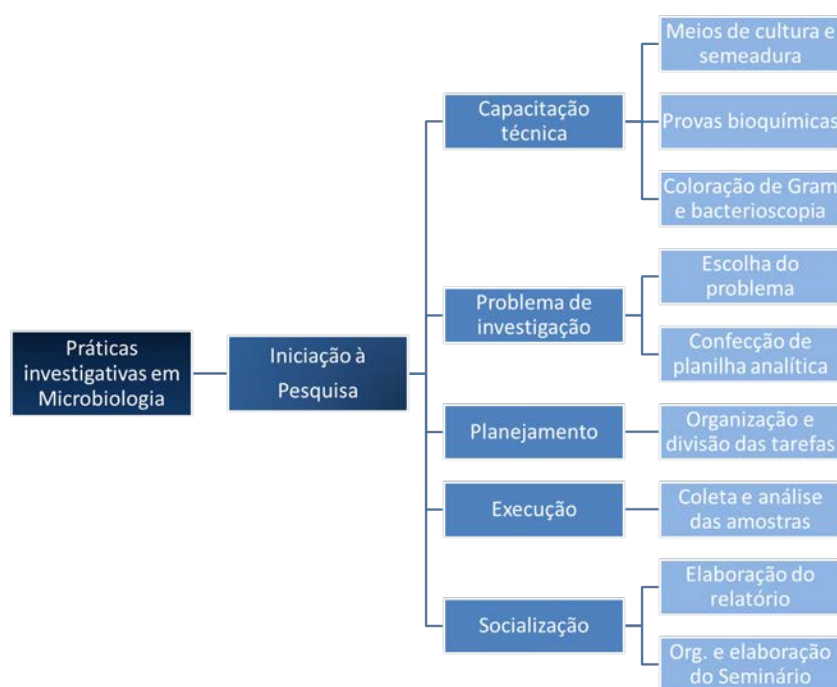 Práticas
investigativas em
Microbiologia
Iniciação à
Pesquisa
Capacitação
técnica
Meios de cultura e
semeadura
Provas bioquímicas
Coloração de Gram
e bacterioscopia
Problema de
investigação
Escolha do
problema
Confecção de
planilha analítica
Planejamento
Organização e
divisão das tarefas
Execução
Coleta e análise
das amostras
Socialização
Elaboração do
relatório
Org. e elaboração
do Seminário